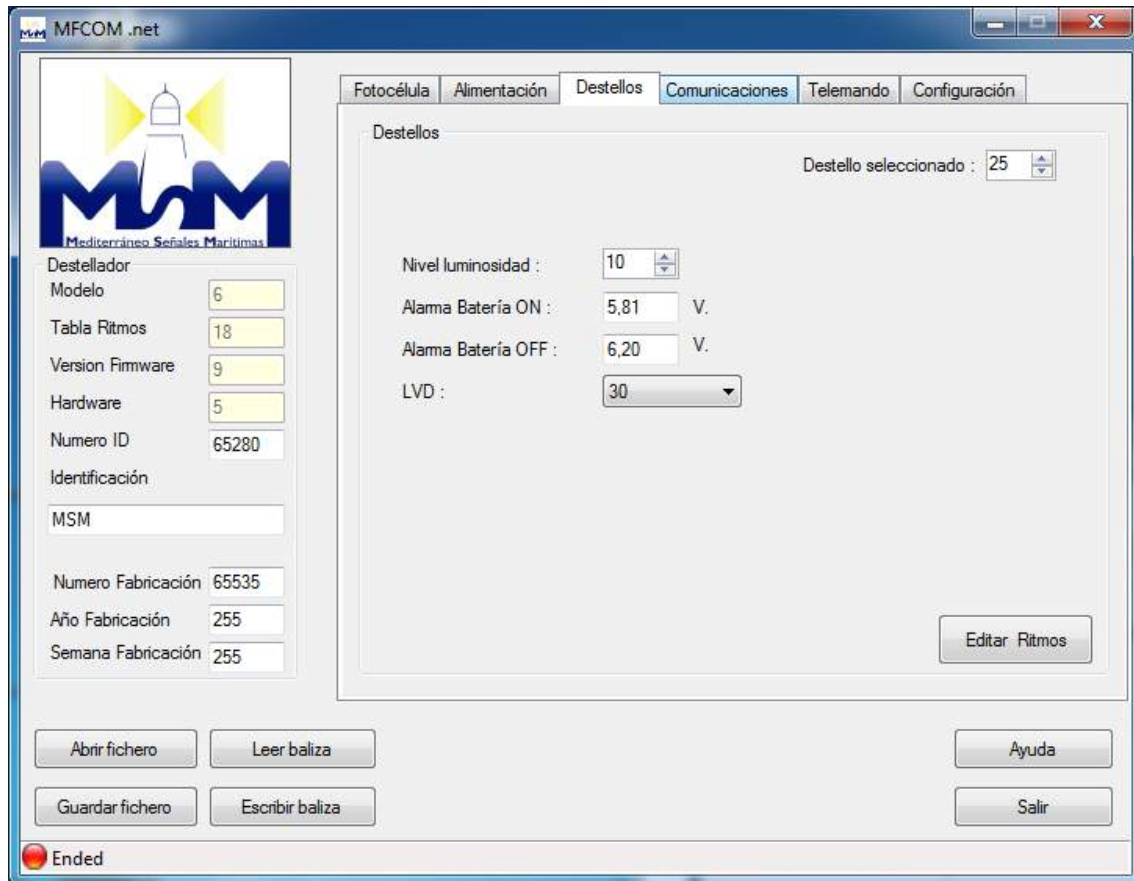 MFCOM .net
MSM
Mediterráneo Señales Maritimas
Destellador
Modelo 6
Tabla Ritmos 18
Version Firmware 9
Hardware 5
Numero ID 65280
Identificación
MSM
Numero Fabricación 65535
Año Fabricación 255
Semana Fabricación 255
Fotocélula Alimentación Destellos Comunicaciones Telemando Configuración
Destellos
Destello seleccionado : 25
Nivel luminosidad : 10
Alarma Batería ON : 5,81 V.
Alarma Batería OFF : 6,20 V.
LVD : 30
Editar Ritmos
Abrir fichero Leer baliza Ayuda
Guardar fichero Escribir baliza Salir
Ended